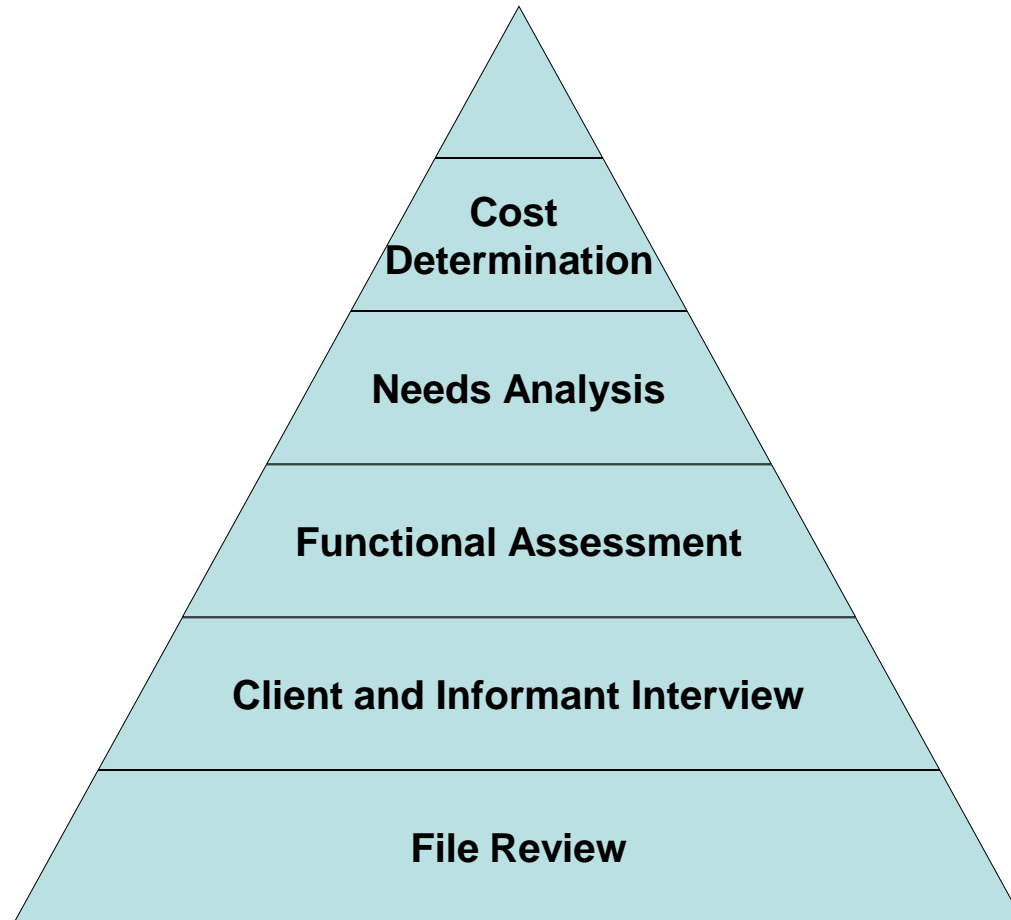 Cost
Determination
Needs Analysis
Functional Assessment
Client and Informant Interview
File Review